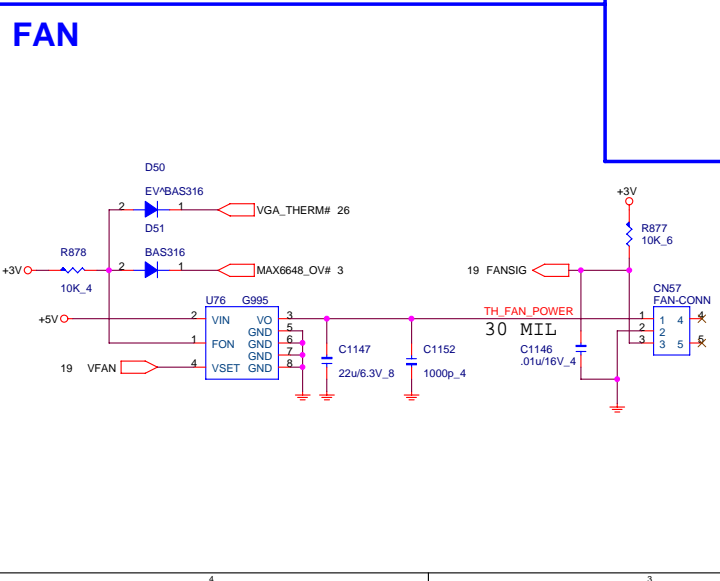 FAN
D50
EV^BAS316
2 1
VGA_THERM# 26
D51
BAS316
2 1
MAX6648_OV# 3
+3V
R878
10K_4
+5V
U76 G995
2 VIN VO 3
GND 5
1 FON GND 6
GND 7
4 VSET GND 8
19 VFAN
C1147
22u/6.3V_8
C1152
1000p_4
+3V
R877
10K_6
19 FANSIG
TH_FAN_POWER
30 MIL
C1146
.01u/16V_4
CN57
FAN-CONN
1 1 4 4
2 2
3 3 5 5
4 3